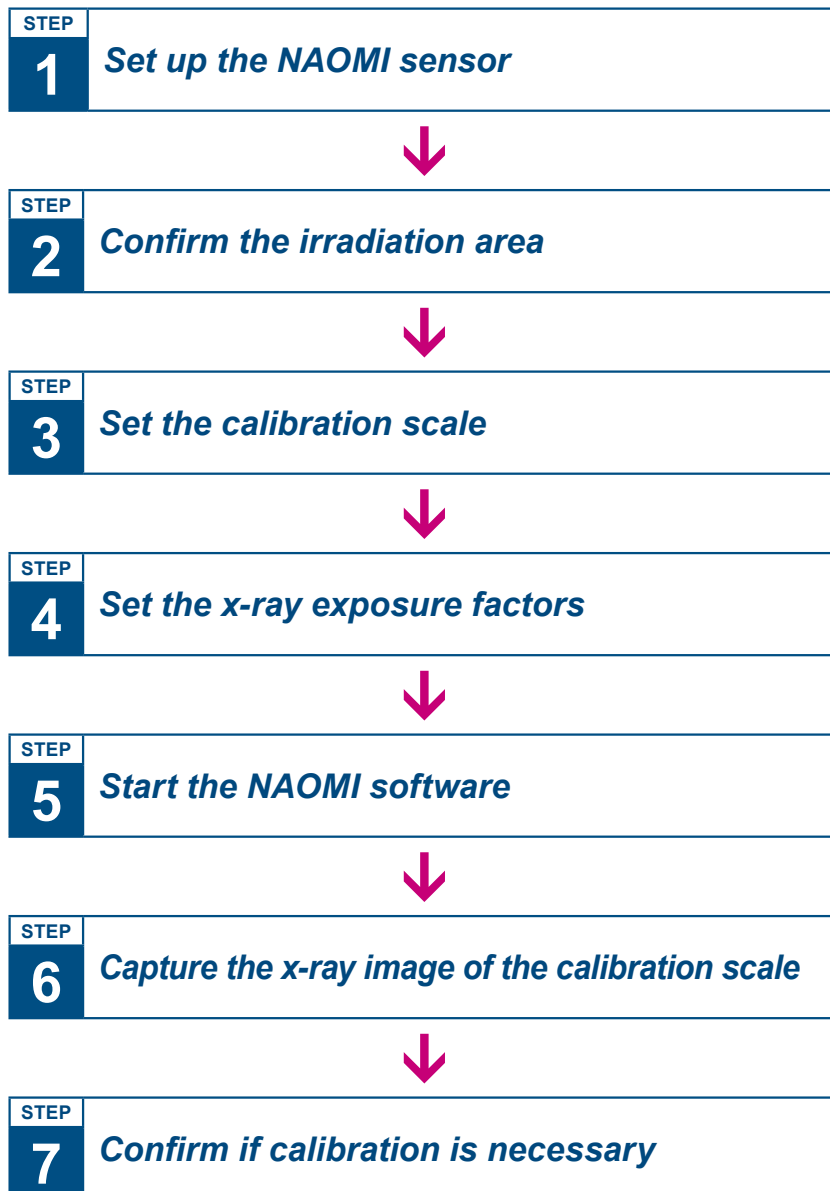 STEP
1
Set up the NAOMI sensor
STEP
2
Confirm the irradiation area
STEP
3
Set the calibration scale
STEP
4
Set the x-ray exposure factors
STEP
5
Start the NAOMI software
STEP
6
Capture the x-ray image of the calibration scale
STEP
7
Confirm if calibration is necessary